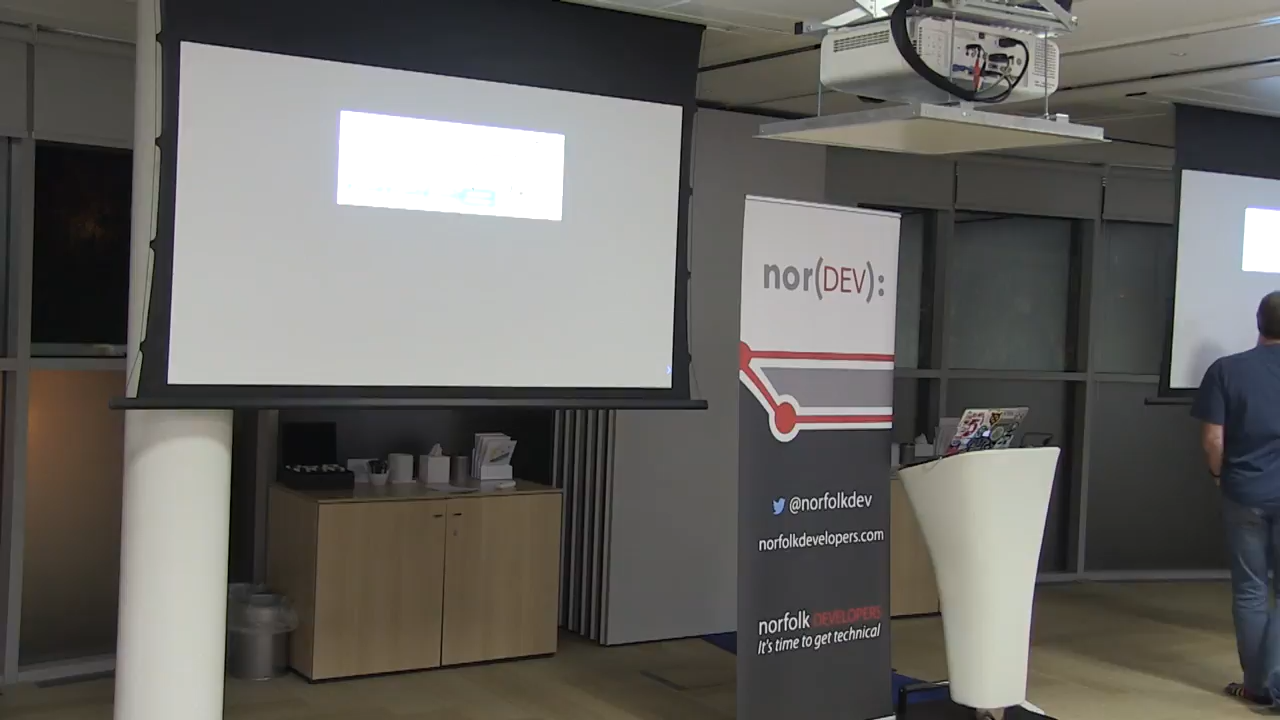 nor(DEV):
@norfolkdev
norfolkdevelopers.com
norfolk DEVELOPERS
It's time to get technical